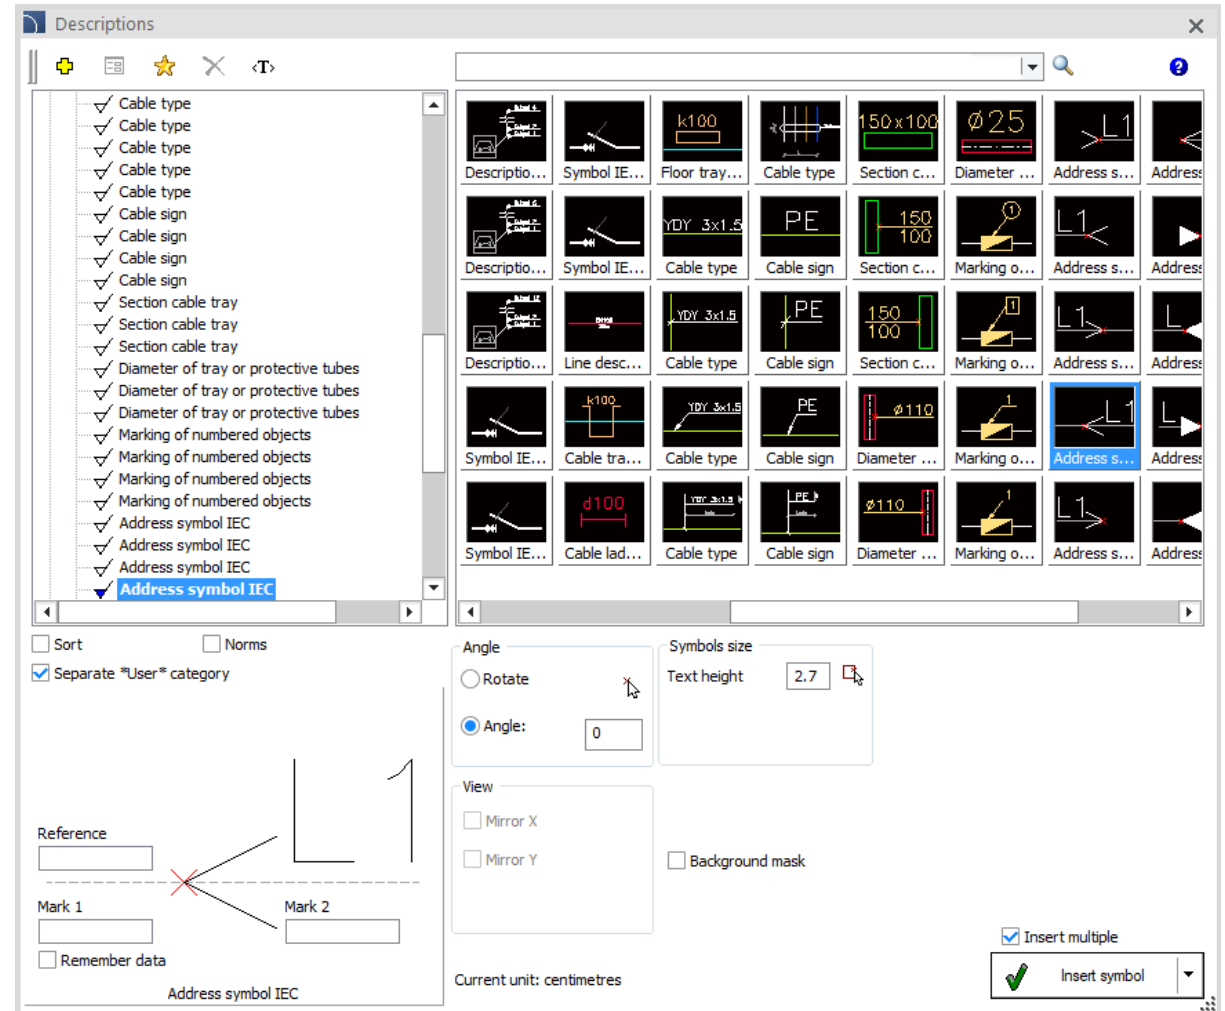 Descriptions
<T>
Cable type
Cable type
Cable type
Cable type
Cable type
Cable sign
Cable sign
Cable sign
Cable sign
Section cable tray
Section cable tray
Section cable tray
Diameter of tray or protective tubes
Diameter of tray or protective tubes
Diameter of tray or protective tubes
Marking of numbered objects
Marking of numbered objects
Marking of numbered objects
Marking of numbered objects
Address symbol IEC
Address symbol IEC
Address symbol IEC
Address symbol IEC
k100 150x100 Ø25 L1
Descriptio... Symbol IE... Floor tray... Cable type Section c... Diameter ... Address s... Address
YDY 3x1.5 PE 150 100 1 L1
Descriptio... Symbol IE... Cable type Cable sign Section c... Marking o... Address s... Address
YDY 3x1.5 PE 150 100 1 L1 L
Descriptio... Line desc... Cable type Cable sign Section c... Marking o... Address s... Address
k100 YDY 3x1.5 PE ø110 1 L1 L
Symbol IE... Cable tra... Cable type Cable sign Diameter ... Marking o... Address s... Address
d100 YDY 3x1.5 PE ø110 1 L1
Symbol IE... Cable lad... Cable type Cable sign Diameter ... Marking o... Address s... Address
Sort Norms
Separate *User* category
Angle
Rotate
Angle: 0
Symbols size
Text height 2.7
View
Mirror X
Mirror Y
Background mask
L1
Reference
Mark 1 Mark 2
Remember data
Address symbol IEC
Current unit: centimetres
Insert multiple
Insert symbol